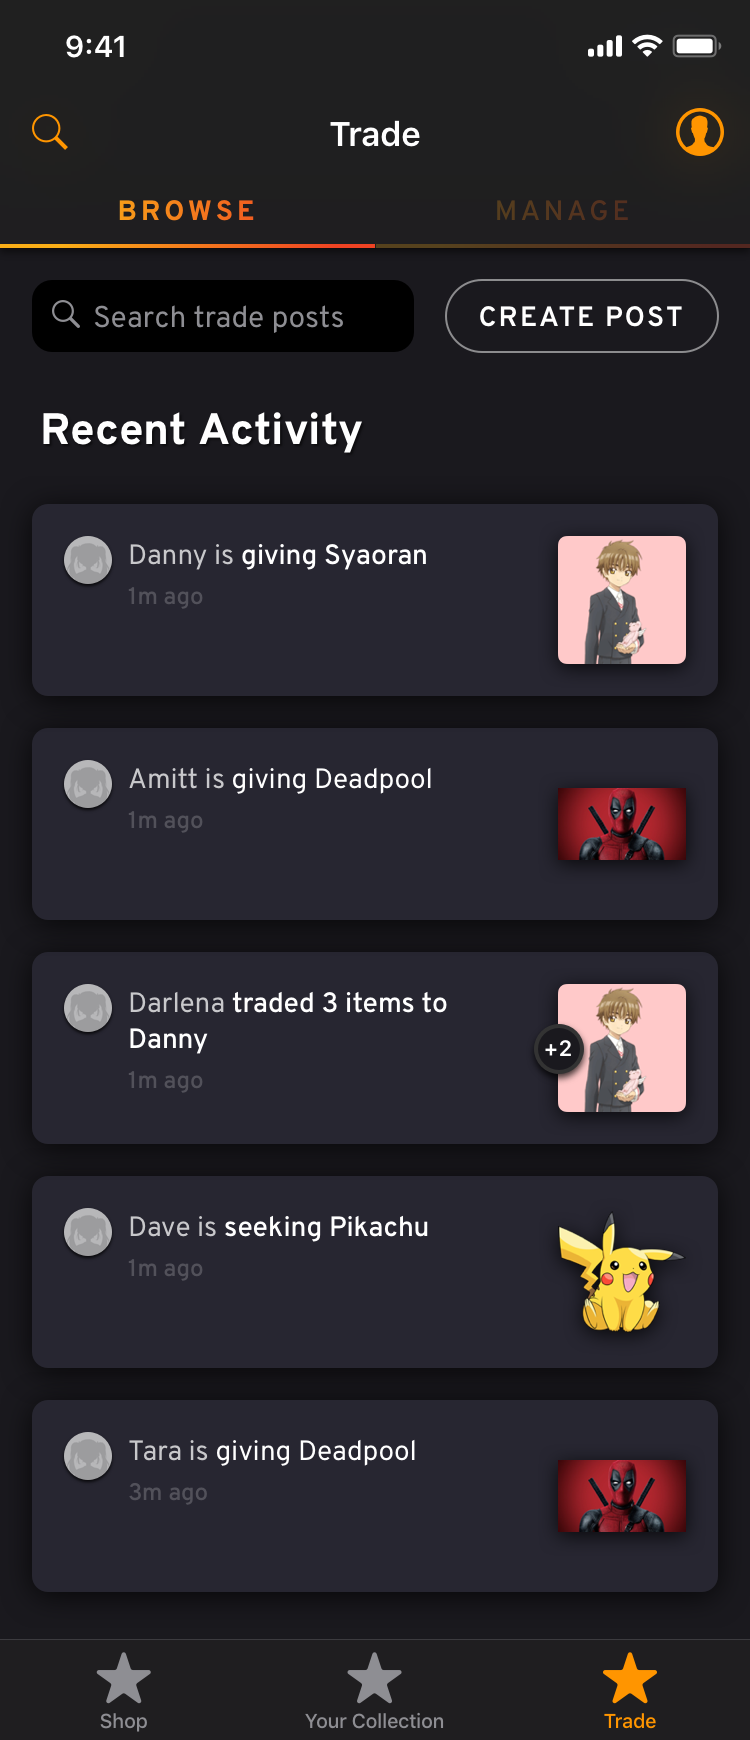 9:41
Trade
BROWSE
MANAGE
Search trade posts
CREATE POST
Recent Activity
Danny is giving Syaoran
1m ago
Amitt is giving Deadpool
1m ago
Darlena traded 3 items to
Danny
1m ago
+2
Dave is seeking Pikachu
1m ago
Tara is giving Deadpool
3m ago
Shop
Your Collection
Trade